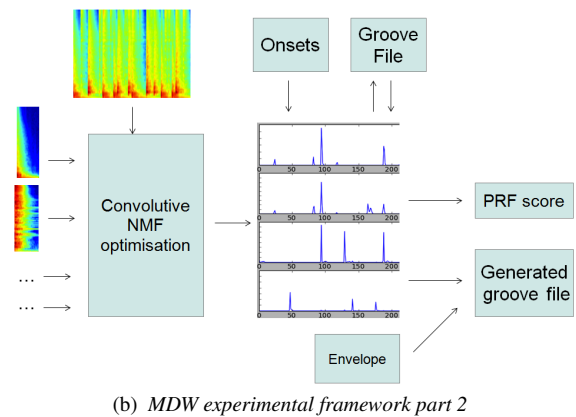 Onsets
Groove
File
0 50 100 150 200
0 50 100 150 200
0 50 100 150 200
0 50 100 150 200
Convolutive
NMF
optimisation
...
...
PRF score
Generated
groove file
Envelope
(b) MDW experimental framework part 2